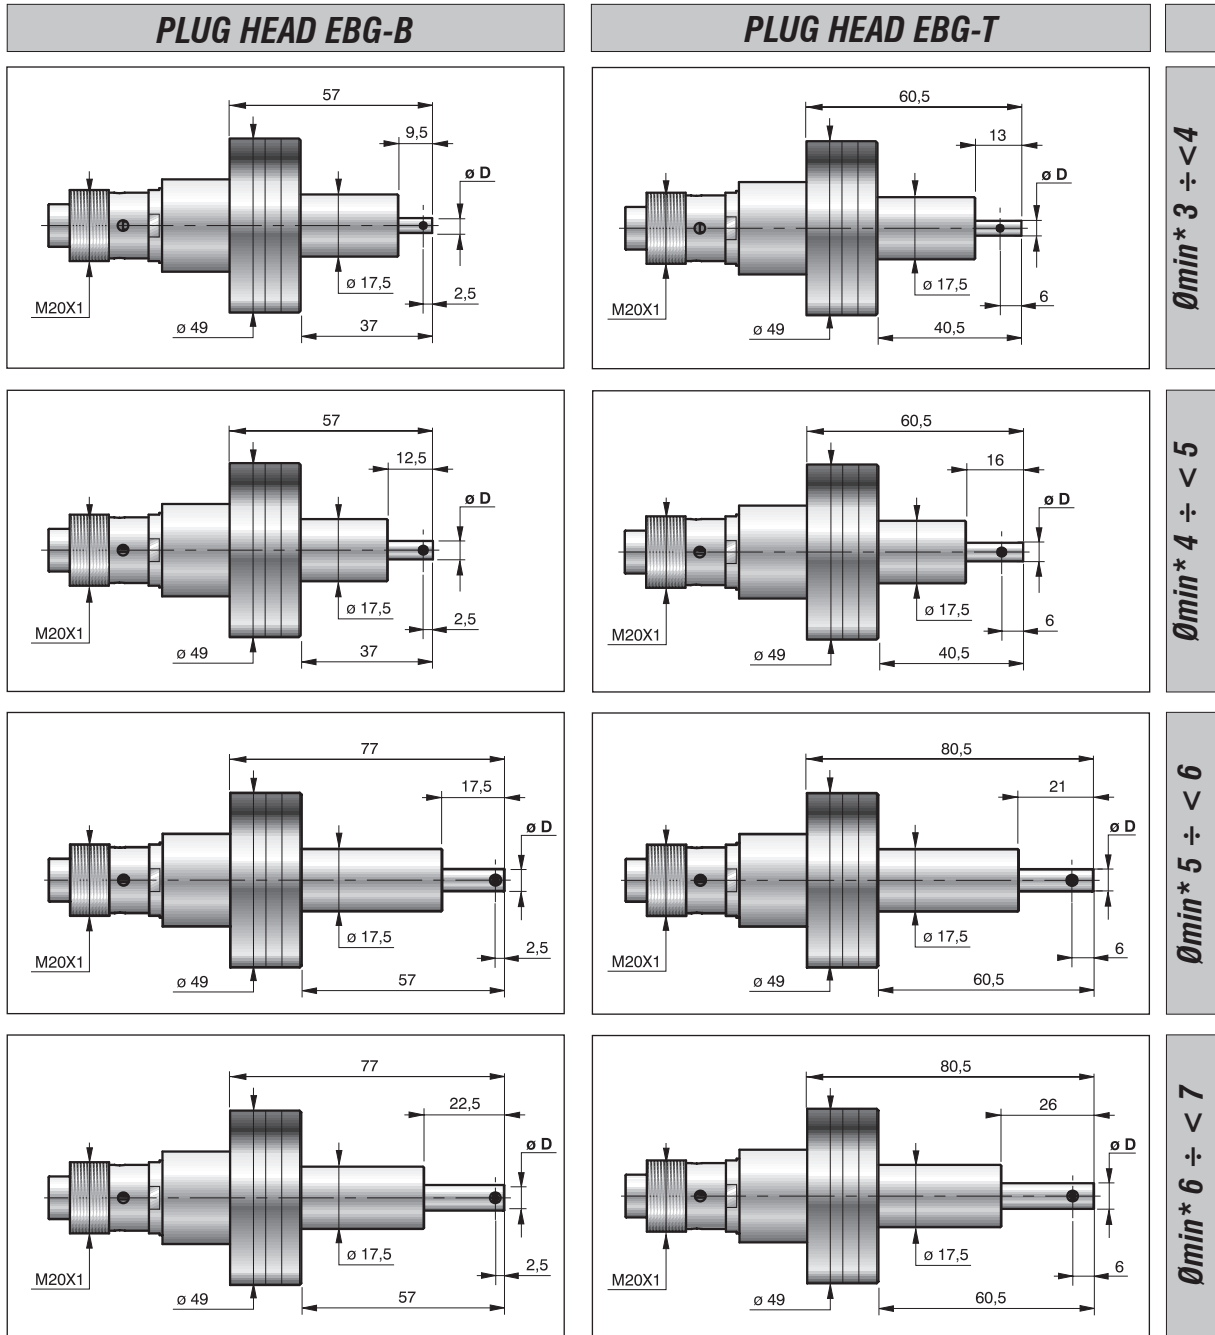 PLUG HEAD EBG-B
PLUG HEAD EBG-T
57
9,5
ø D
M20X1
ø 17,5
2,5
ø 49
37
60,5
13
ø D
M20X1
ø 17,5
6
ø 49
40,5
Ømin* 3 ÷ <4
57
12,5
ø D
M20X1
ø 17,5
2,5
ø 49
37
60,5
16
ø D
M20X1
ø 17,5
6
ø 49
40,5
Ømin* 4 ÷ < 5
77
17,5
ø D
M20X1
ø 17,5
2,5
ø 49
57
80,5
21
ø D
M20X1
ø 17,5
6
ø 49
60,5
Ømin* 5 ÷ < 6
77
22,5
ø D
M20X1
ø 17,5
2,5
ø 49
57
80,5
26
ø D
M20X1
ø 17,5
6
ø 49
60,5
Ømin* 6 ÷ < 7